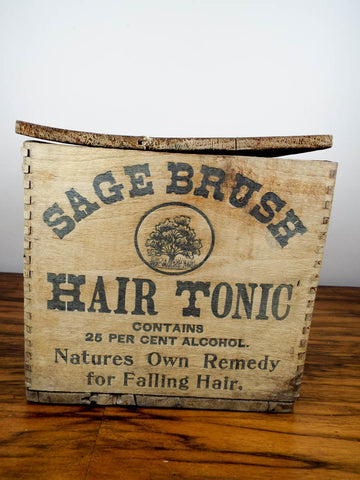 SAGE BRUSH
HAIR TONIC
CONTAINS
25 PER CENT ALCOHOL.
Natures Own Remedy
for Falling Hair.